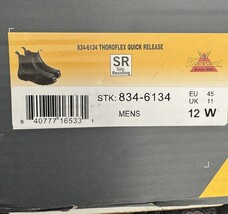 834-6134 THOROFLEX QUICK RELEASE
SR
Slip
Resisting
STK: 834-6134
MENS
EU 45
UK 11
12 W
8 40777 16533 1